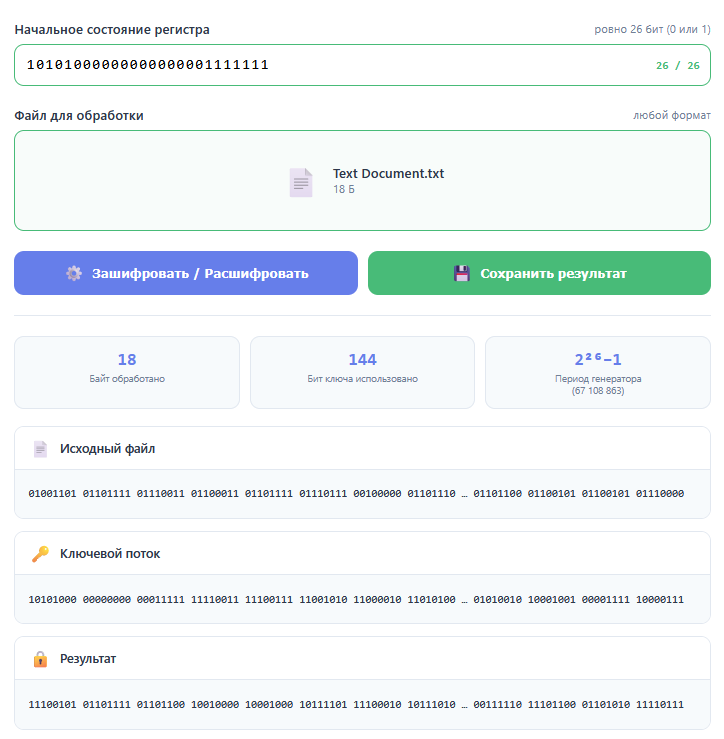 Начальное состояние регистра
ровно 26 бит (0 или 1)
10101000000000000001111111
26 / 26
Файл для обработки
любой формат
Text Document.txt
18 Б
Зашифровать / Расшифровать
Сохранить результат
18
Байт обработано
144
Бит ключа использовано
2²⁶−1
Период генератора
(67 108 863)
Исходный файл
01001101 01101111 01110011 01100011 01101111 01110111 00100000 01101110 … 01101100 01100101 01100101 01110000
Ключевой поток
10101000 00000000 00011111 11110011 11100111 11001010 11000010 11010100 … 01010010 10001001 00001111 10000111
Результат
11100101 01101111 01101100 10010000 10001000 10111101 11100010 10111010 … 00111110 11101100 01101010 11110111